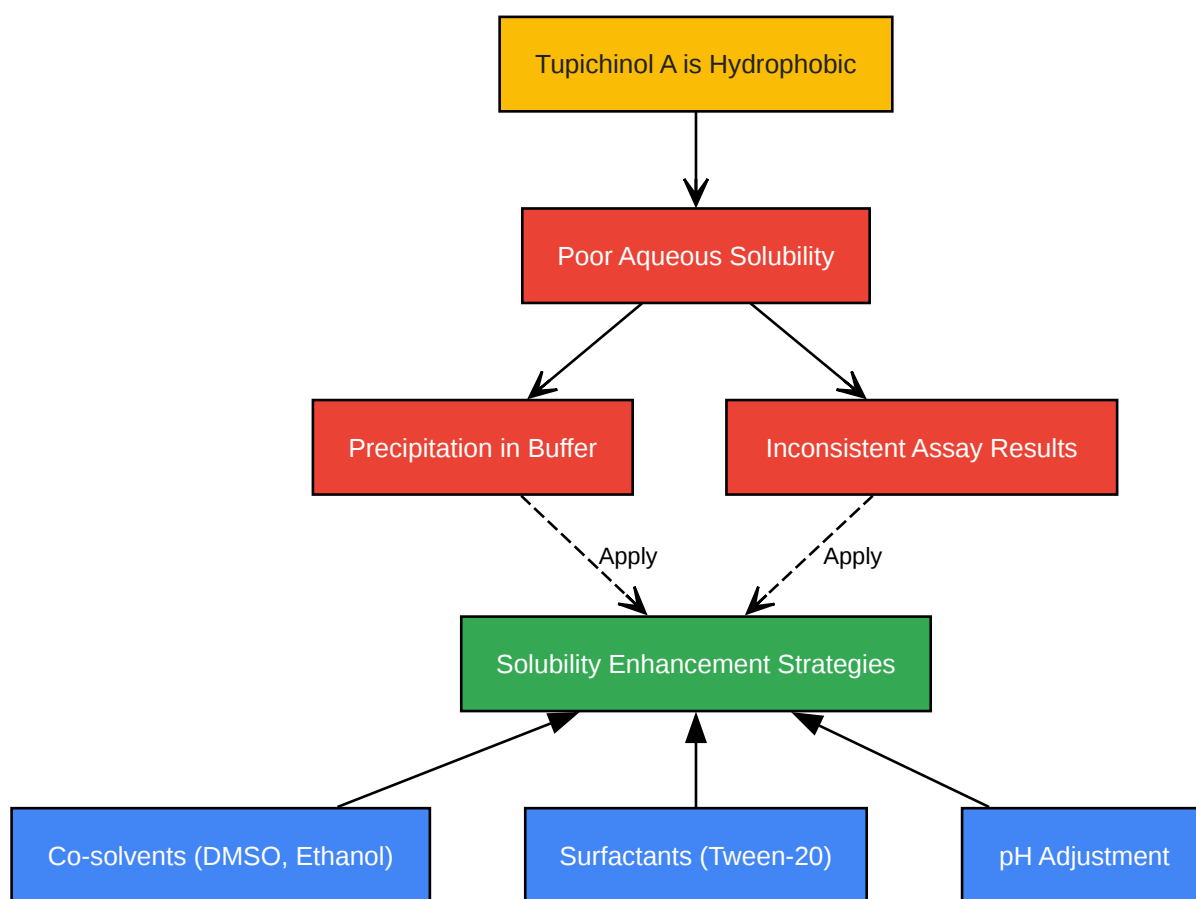 Tupichinol A is Hydrophobic
Poor Aqueous Solubility
Precipitation in Buffer
Inconsistent Assay Results
Apply
Apply
Solubility Enhancement Strategies
Co-solvents (DMSO, Ethanol)
Surfactants (Tween-20)
pH Adjustment